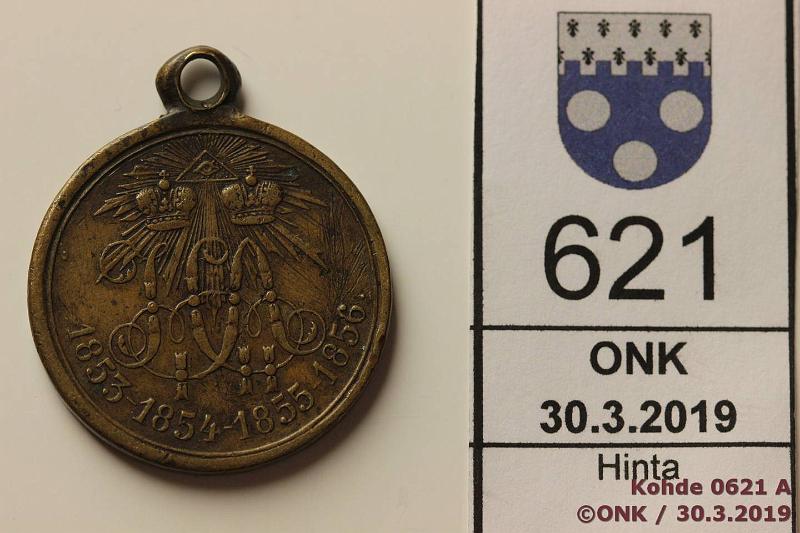 1853-1854-1855-1856.
621
ONK
30.3.2019
Hinta
Kohde 0621 A
©ONK / 30.3.2019